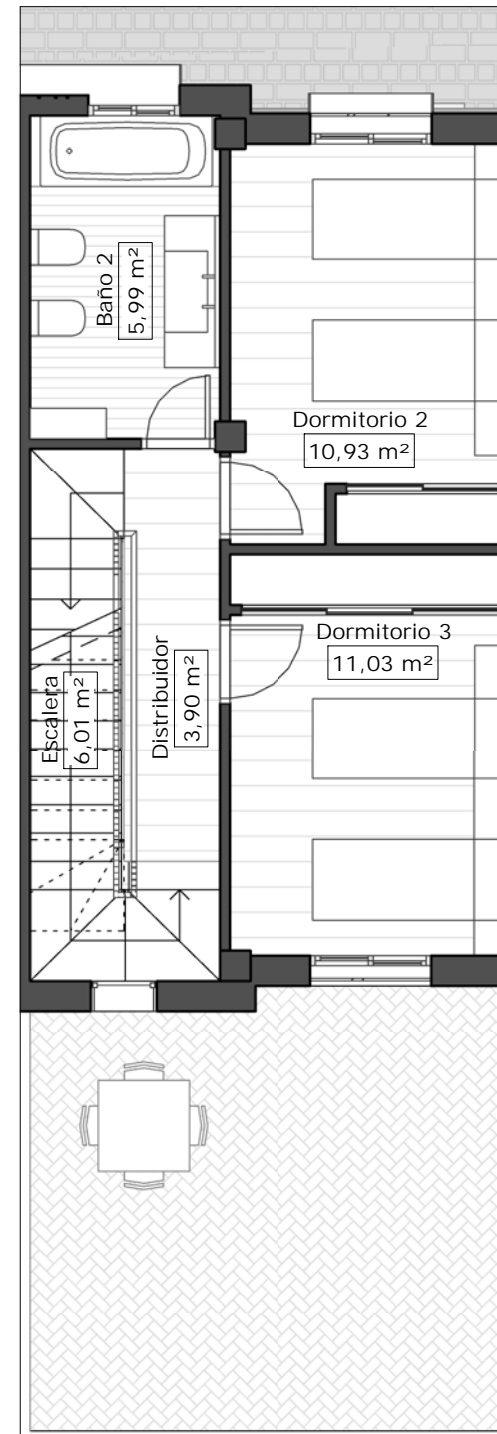 Baño 2
5,99 m²
Dormitorio 2
10,93 m²
Dormitorio 3
11,03 m²
Escalera
6,01 m²
Distribuidor
3,90 m²